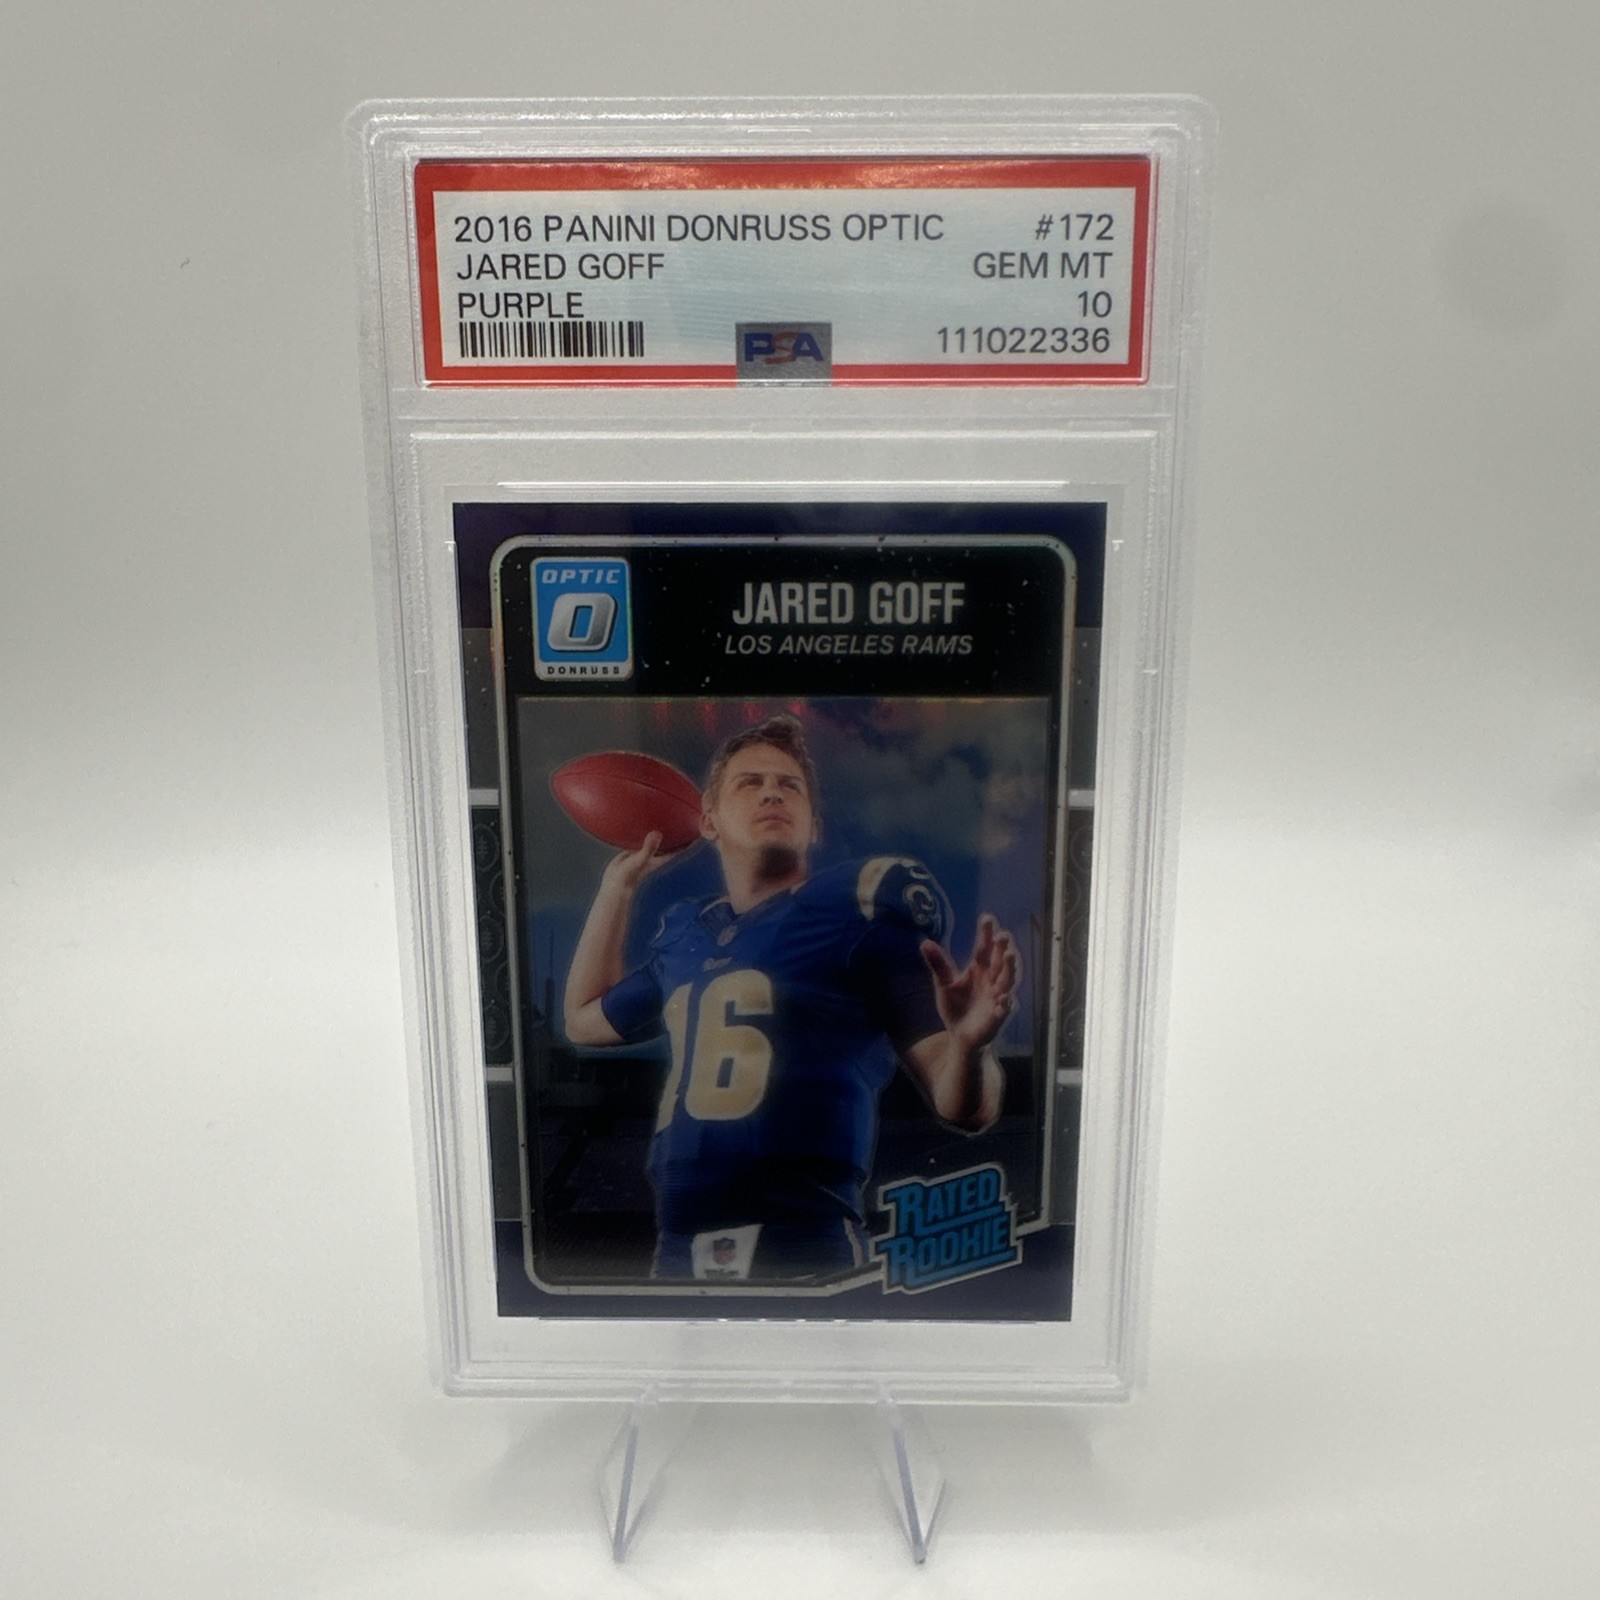 2016 PANINI DONRUSS OPTIC #172
JARED GOFF GEM MT
PURPLE 10
PSA 111022336
OPTIC
O
DONRUSS
JARED GOFF
LOS ANGELES RAMS
16
RATED
ROOKIE